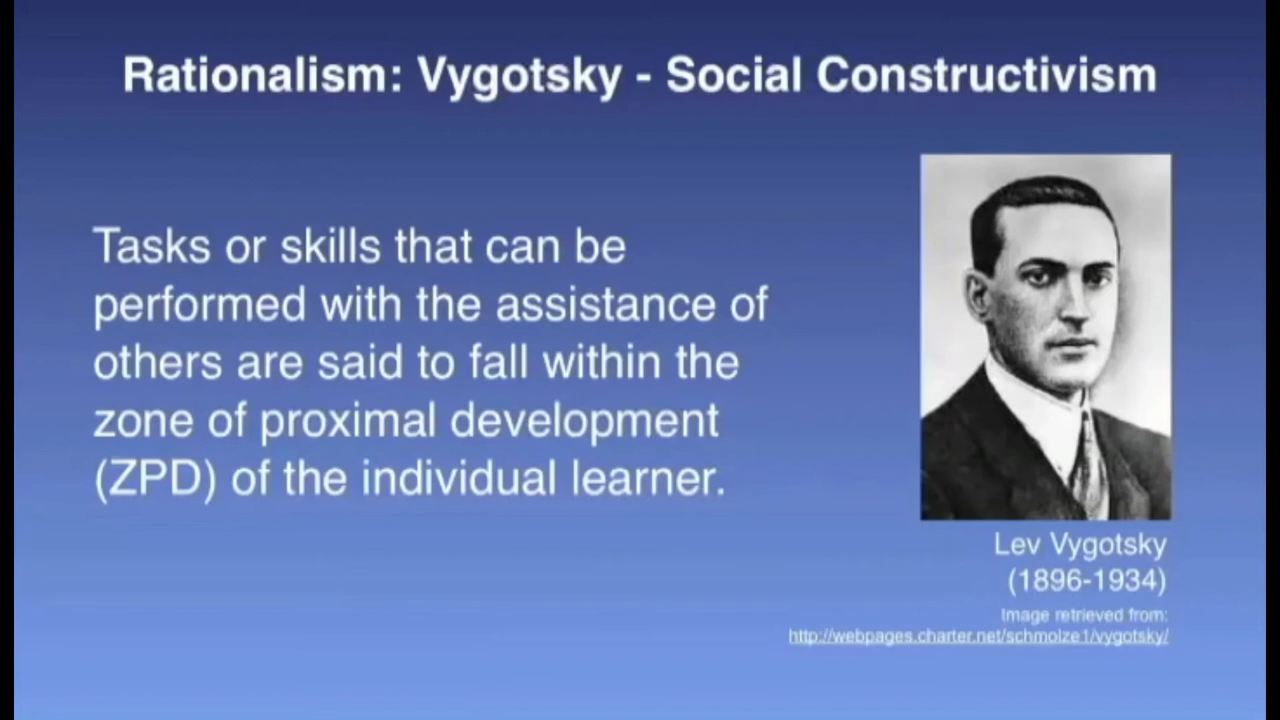 Rationalism: Vygotsky - Social Constructivism
Tasks or skills that can be
performed with the assistance of
others are said to fall within the
zone of proximal development
(ZPD) of the individual learner.
Lev Vygotsky
(1896-1934)
Image retrieved from:
http://webpages.charter.net/schmolze1/vygotsky/